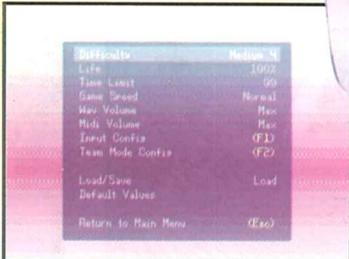 Difficulty Medium 4
Life 100%
Time Limit 99
Game Speed Normal
Wav Volume Max
Midi Volume Max
Input Config (F1)
Team Mode Config (F2)
Load/Save Load
Default Values
Return to Main Menu (Esc)